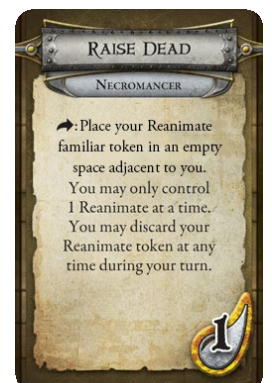 RAISE DEAD
NECROMANCER
: Place your Reanimate
familiar token in an empty
space adjacent to you.
You may only control
1 Reanimate at a time.
You may discard your
Reanimate token at any
time during your turn.
1